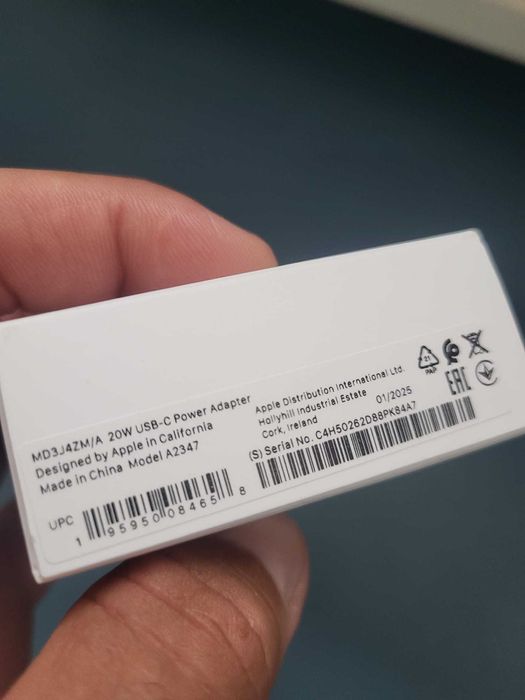 MD3J4ZM/A 20W USB-C Power Adapter
Designed by Apple in California
Made in China Model A2347
Apple Distribution International Ltd.
Hollyhill Industrial Estate
Cork, Ireland 01/2025
(S) Serial No. C4H50262D88PK84A7
UPC
1 95950 08465 8
21
PAP
EAC